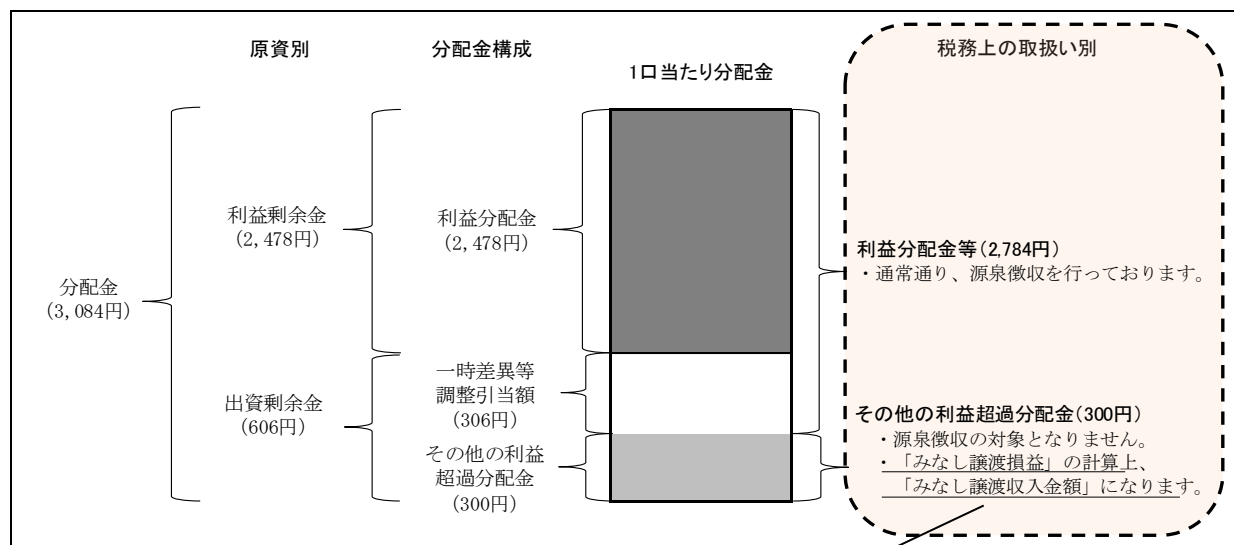 原資別
分配金構成
1口当たり分配金
税務上の取扱い別
分配金
(3,084円)
利益剰余金
(2,478円)
出資剰余金
(606円)
利益分配金
(2,478円)
一時差異等
調整引当額
(306円)
その他の利益
超過分配金
(300円)
利益分配金等(2,784円)
・通常通り、源泉徴収を行っております。
その他の利益超過分配金(300円)
・源泉徴収の対象となりません。
・「みなし譲渡損益」の計算上、
「みなし譲渡収入金額」になります。